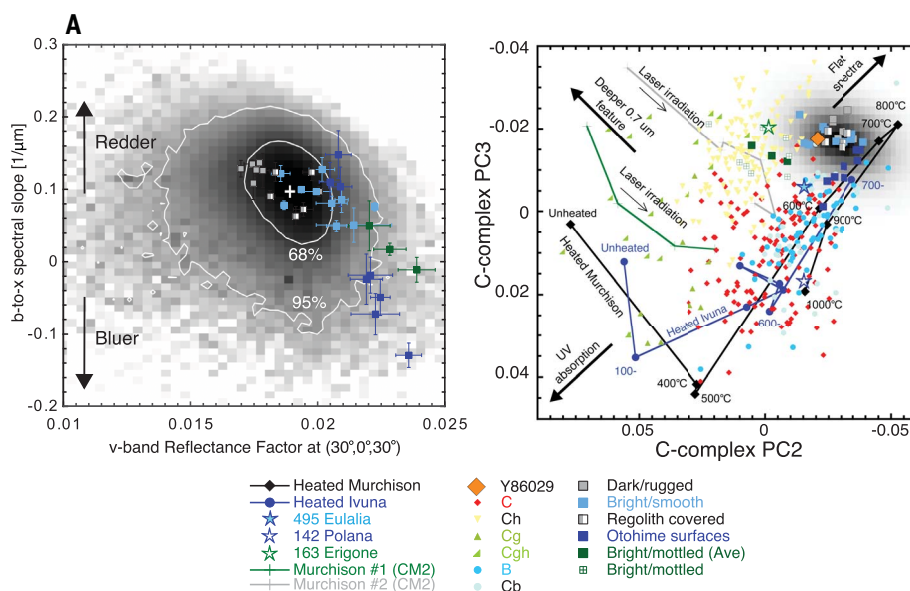 A
0.3
0.2
0.1
0
-0.1
-0.2
b-to-x spectral slope [1/µm]
Redder
Bluer
68%
95%
0.01
0.015
0.02
0.025
v-band Reflectance Factor at (30°,0°,30°)
-0.04
-0.02
0
0.02
0.04
C-complex PC3
Laser irradiation
Deeper 0.7 um
feature
Flat
spectra
800℃
700℃
Laser irradiation
700-
600℃
900℃
Unheated
Unheated
Heated Murchison
1000℃
Heated Ivuna
600-
UV
absorption
100-
400℃
500℃
0.05
0
-0.05
C-complex PC2
Heated Murchison
Heated Ivuna
495 Eulalia
142 Polana
163 Erigone
Murchison #1 (CM2)
Murchison #2 (CM2)
Y86029
C
Ch
Cg
Cgh
B
Cb
Dark/rugged
Bright/smooth
Regolith covered
Otohime surfaces
Bright/mottled (Ave)
Bright/mottled